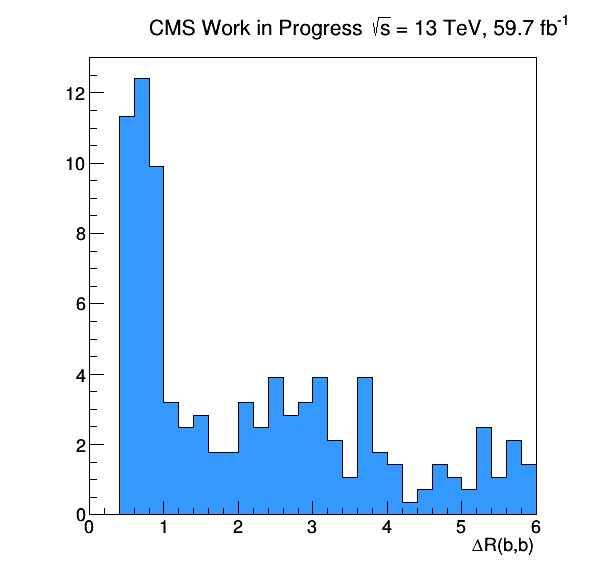 CMS Work in Progress √s = 13 TeV, 59.7 fb⁻¹
12
10
8
6
4
2
0
0 1 2 3 4 5 6
ΔR(b,b)